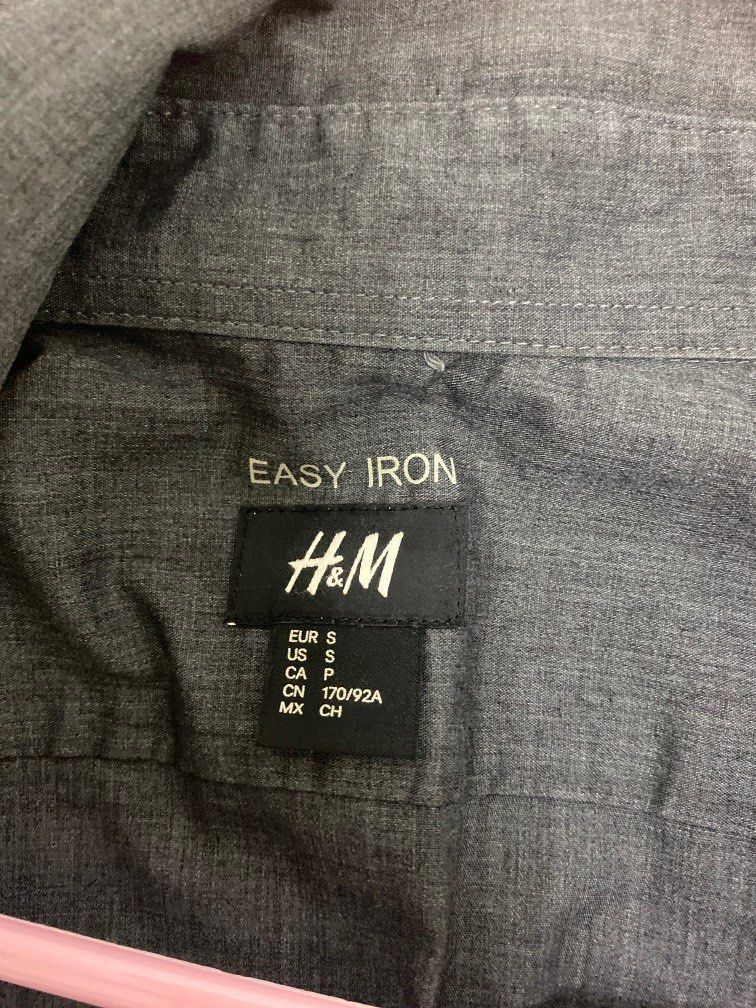 EASY IRON
H&M
EUR S
US S
CA P
CN 170/92A
MX CH